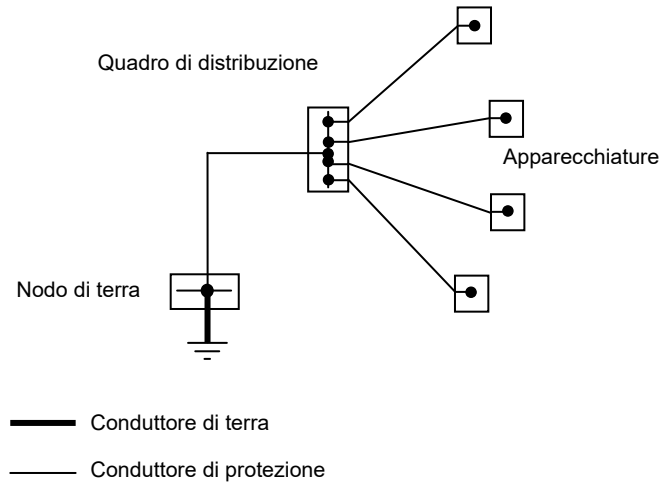 Quadro di distribuzione
Apparecchiature
Nodo di terra
Conduttore di terra
Conduttore di protezione